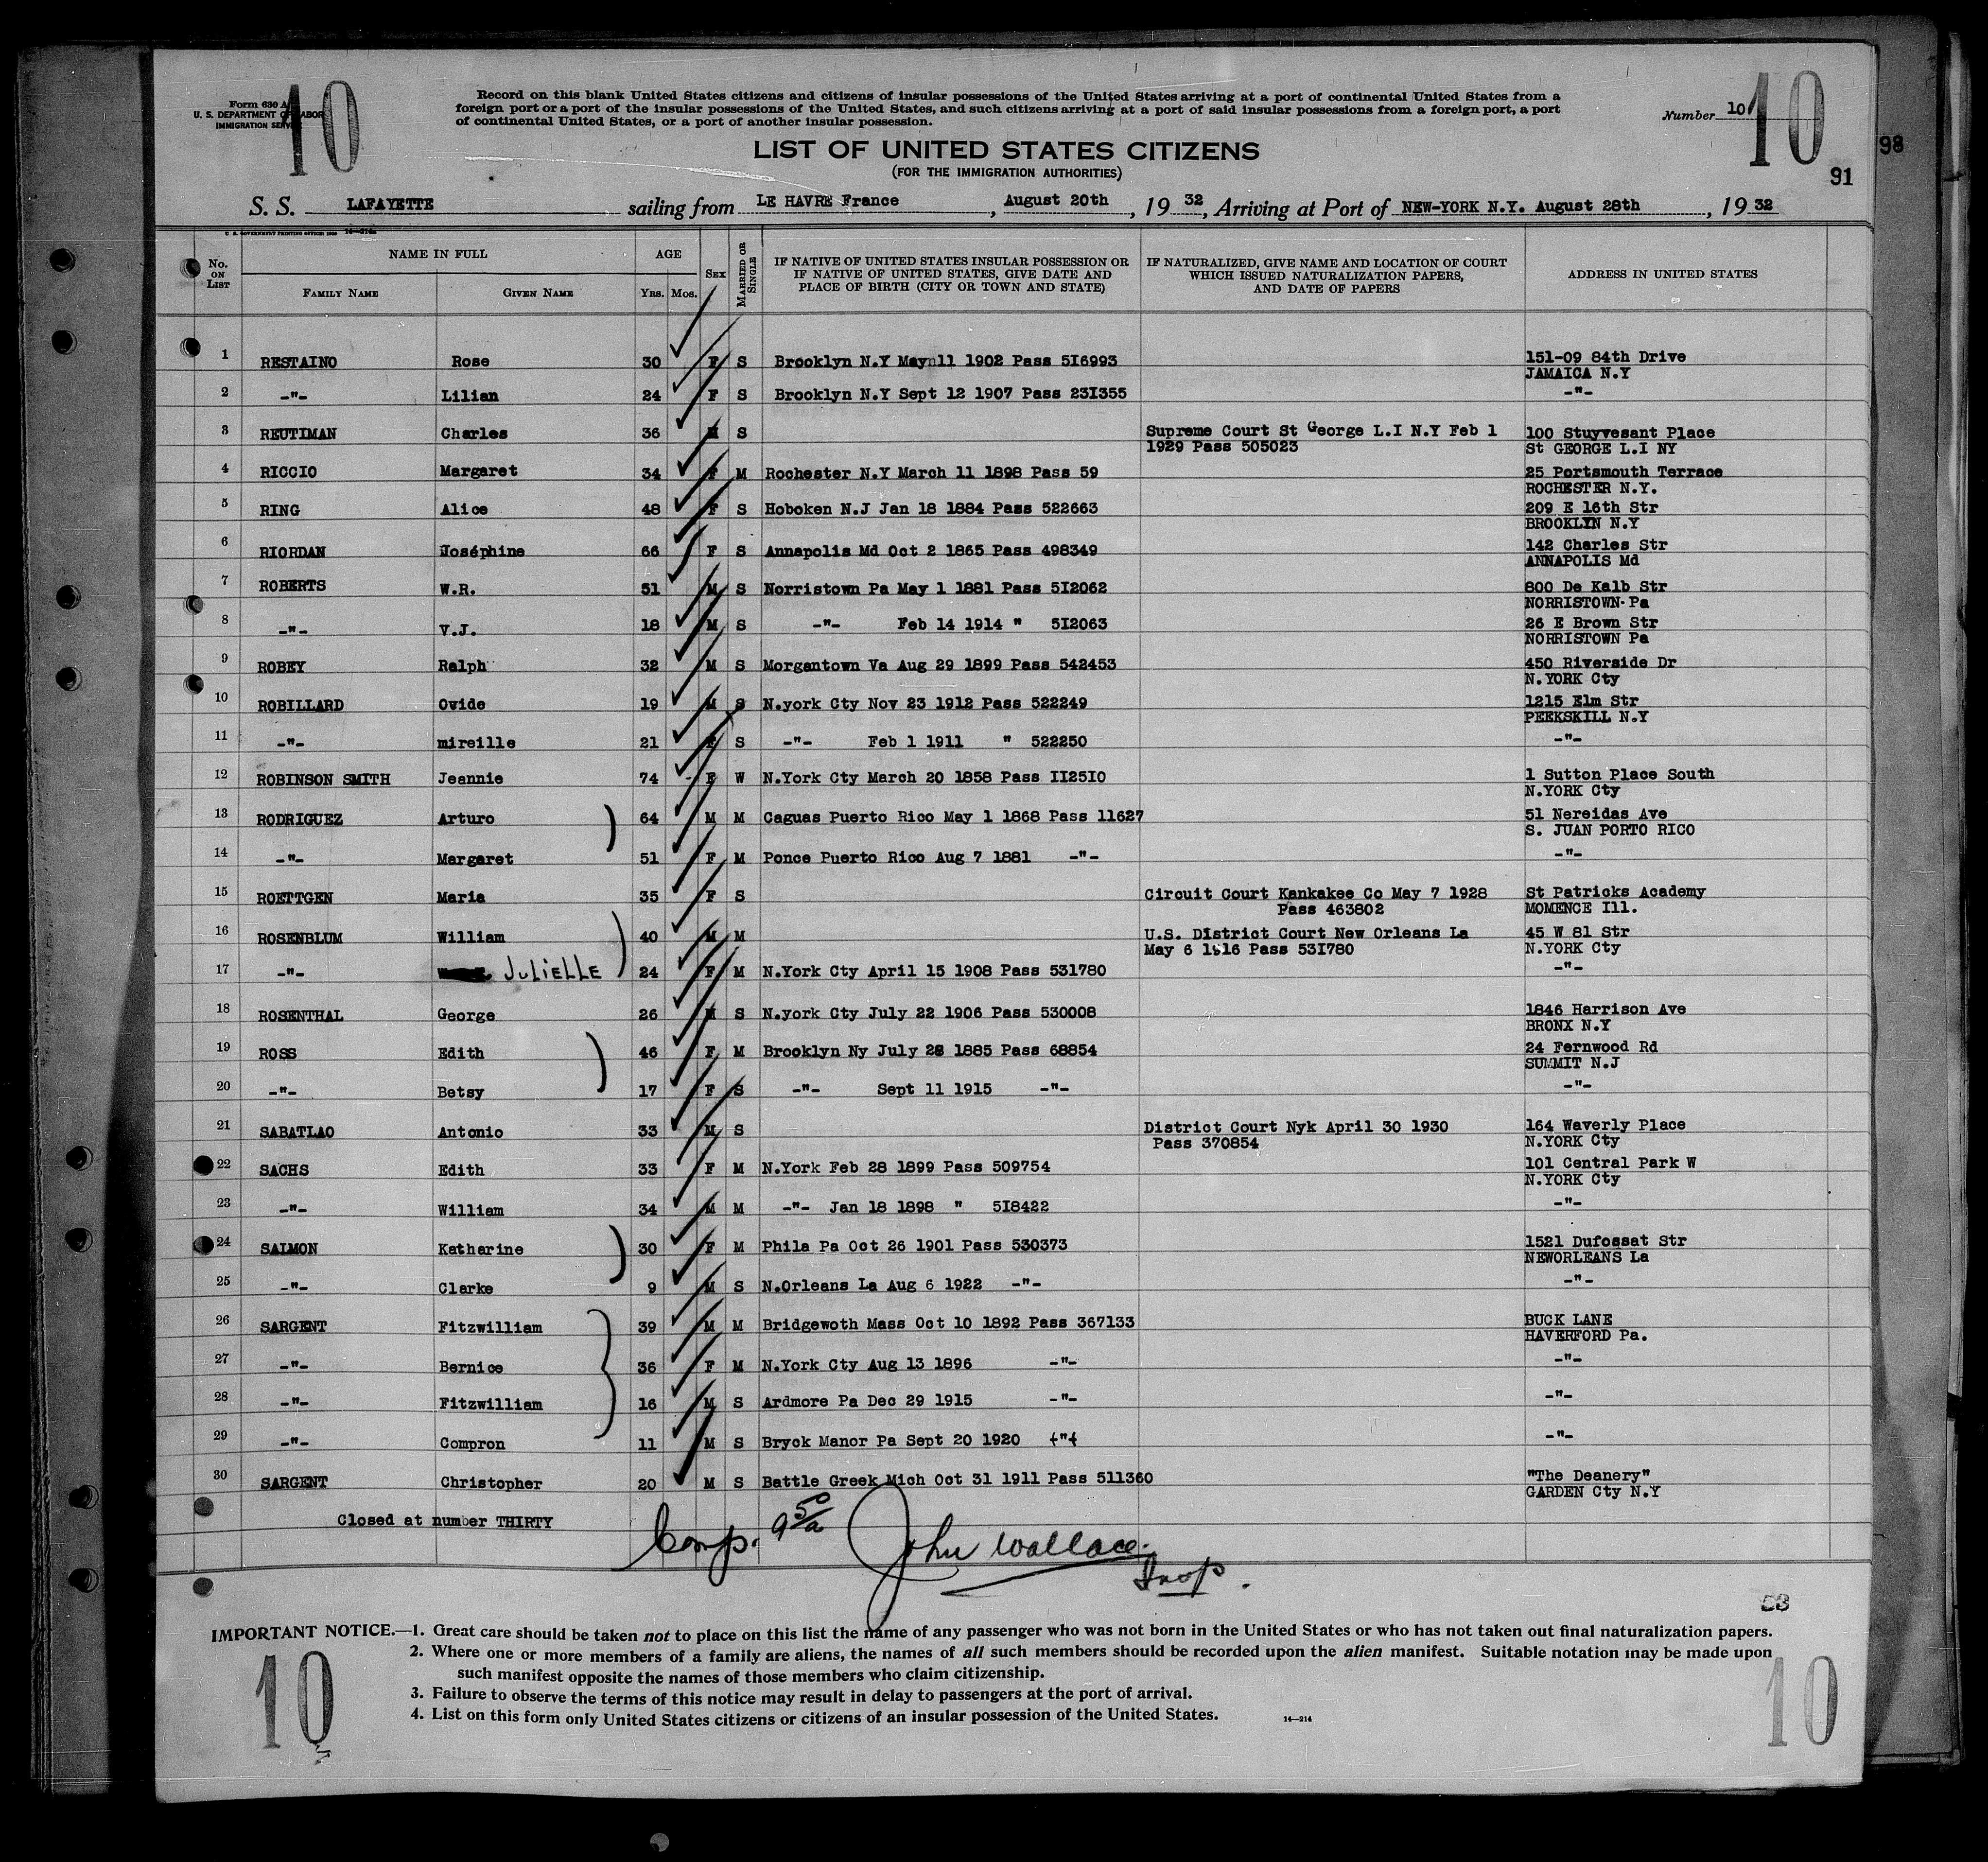 10
10
Form 630 A
U. S. DEPARTMENT OF LABOR
IMMIGRATION SERVICE
Record on this blank United States citizens and citizens of insular possessions of the United States arriving at a port of continental United States from a
foreign port or a port of the insular possessions of the United States, and such citizens arriving at a port of said insular possessions from a foreign port, a port
of continental United States, or a port of another insular possession.
Number 10
98
91
LIST OF UNITED STATES CITIZENS
(FOR THE IMMIGRATION AUTHORITIES)
S. S. LAFAYETTE sailing from LE HAVRE France, August 20th, 19 32, Arriving at Port of NEW-YORK N.Y. August 28th, 19 32
No. ON LIST NAME IN FULL FAMILY NAME GIVEN NAME AGE YRS. MOS. SEX MARRIED OR SINGLE IF NATIVE OF UNITED STATES INSULAR POSSESSION OR IF NATIVE OF UNITED STATES, GIVE DATE AND PLACE OF BIRTH (CITY OR TOWN AND STATE) IF NATURALIZED, GIVE NAME AND LOCATION OF COURT WHICH ISSUED NATURALIZATION PAPERS, AND DATE OF PAPERS ADDRESS IN UNITED STATES
1 RESTAINO Rose 30 F S Brooklyn N.Y Maynll 1902 Pass 5I6993 151-09 84th Drive
JAMAICA N.Y
2 -"- Lilian 24 F S Brooklyn N.Y Sept 12 1907 Pass 23I355 -"-
3 REUTIMAN Charles 36 M S Supreme Court St George L.I N.Y Feb 1 100 Stuyvesant Place
1929 Pass 505023 St GEORGE L.I NY
4 RICCIO Margaret 34 F M Rochester N.Y March 11 1898 Pass 59 25 Portsmouth Terrace
ROCHESTER N.Y.
5 RING Alice 48 F S Hoboken N.J Jan 18 1884 Pass 522663 209 E 16th Str
BROOKLYN N.Y
6 RIORDAN Joséphine 66 F S Annapolis Md Oct 2 1865 Pass 498349 142 Charles Str
ANNAPOLIS Md
7 ROBERTS W.R. 51 M S Norristown Pa May 1 1881 Pass 5I2062 800 De Kalb Str
NORRISTOWN Pa
8 -"- V.J. 18 M S -"- Feb 14 1914 " 5I2063 26 E Brown Str
NORRISTOWN Pa
9 ROBEY Ralph 32 M S Morgantown Va Aug 29 1899 Pass 542453 450 Riverside Dr
N.YORK Cty
10 ROBILLARD Ovide 19 M S N.york Cty Nov 23 1912 Pass 522249 1215 Elm Str
PEEKSKILL N.Y
11 -"- mireille 21 F S -"- Feb 1 1911 " 522250 -"-
12 ROBINSON SMITH Jeannie 74 F W N.York Cty March 20 1858 Pass II25I0 1 Sutton Place South
N.YORK Cty
13 RODRIGUEZ Arturo 64 M M Caguas Puerto Rico May 1 1868 Pass 11627 51 Nereidas Ave
S. JUAN PORTO RICO
14 -"- Margaret 51 F M Ponce Puerto Rico Aug 7 1881 -"- -"-
15 ROETTGEN Maria 35 F S Circuit Court Kankakee Co May 7 1928 St Patricks Academy
Pass 463802 MOMENCE Ill.
16 ROSENBLUM William 40 M M U.S. District Court New Orleans La 45 W 81 Str
May 6 1916 Pass 53I780 N.YORK Cty
17 -"- JULIELLE 24 F M N.York Cty April 15 1908 Pass 531780 -"-
18 ROSENTHAL George 26 M S N.york Cty July 22 1906 Pass 530008 1846 Harrison Ave
BRONX N.Y
19 ROSS Edith 46 F M Brooklyn Ny July 28 1885 Pass 68854 24 Fernwood Rd
SUMMIT N.J
20 -"- Betsy 17 F S -"- Sept 11 1915 -"- -"-
21 SABATLAO Antonio 33 M S District Court Nyk April 30 1930 164 Waverly Place
Pass 370854 N.YORK Cty
22 SACHS Edith 33 F M N.York Feb 28 1899 Pass 509754 101 Central Park W
N.YORK Cty
23 -"- William 34 M M -"- Jan 18 1898 " 5I8422 -"-
24 SALMON Katharine 30 F M Phila Pa Oct 26 1901 Pass 530373 1521 Dufossat Str
NEWORLEANS La
25 -"- Clarke 9 M S N.Orleans La Aug 6 1922 -"- -"-
26 SARGENT Fitzwilliam 39 M M Bridgewoth Mass Oct 10 1892 Pass 367133 BUCK LANE
HAVERFORD Pa.
27 -"- Bernice 36 F M N.York Cty Aug 13 1896 -"- -"-
28 -"- Fitzwilliam 16 M S Ardmore Pa Dec 29 1915 -"- -"-
29 -"- Compron 11 M S Bryck Manor Pa Sept 20 1920 -"- -"-
30 SARGENT Christopher 20 M S Battle Greek Mich Oct 31 1911 Pass 511360 "The Deanery"
GARDEN Cty N.Y
Closed at number THIRTY
Comp. 9 50/a John Wallace.
Insp.
53
IMPORTANT NOTICE.—1. Great care should be taken not to place on this list the name of any passenger who was not born in the United States or who has not taken out final naturalization papers.
2. Where one or more members of a family are aliens, the names of all such members should be recorded upon the alien manifest. Suitable notation may be made upon
such manifest opposite the names of those members who claim citizenship.
3. Failure to observe the terms of this notice may result in delay to passengers at the port of arrival.
4. List on this form only United States citizens or citizens of an insular possession of the United States.
14—214
10
10